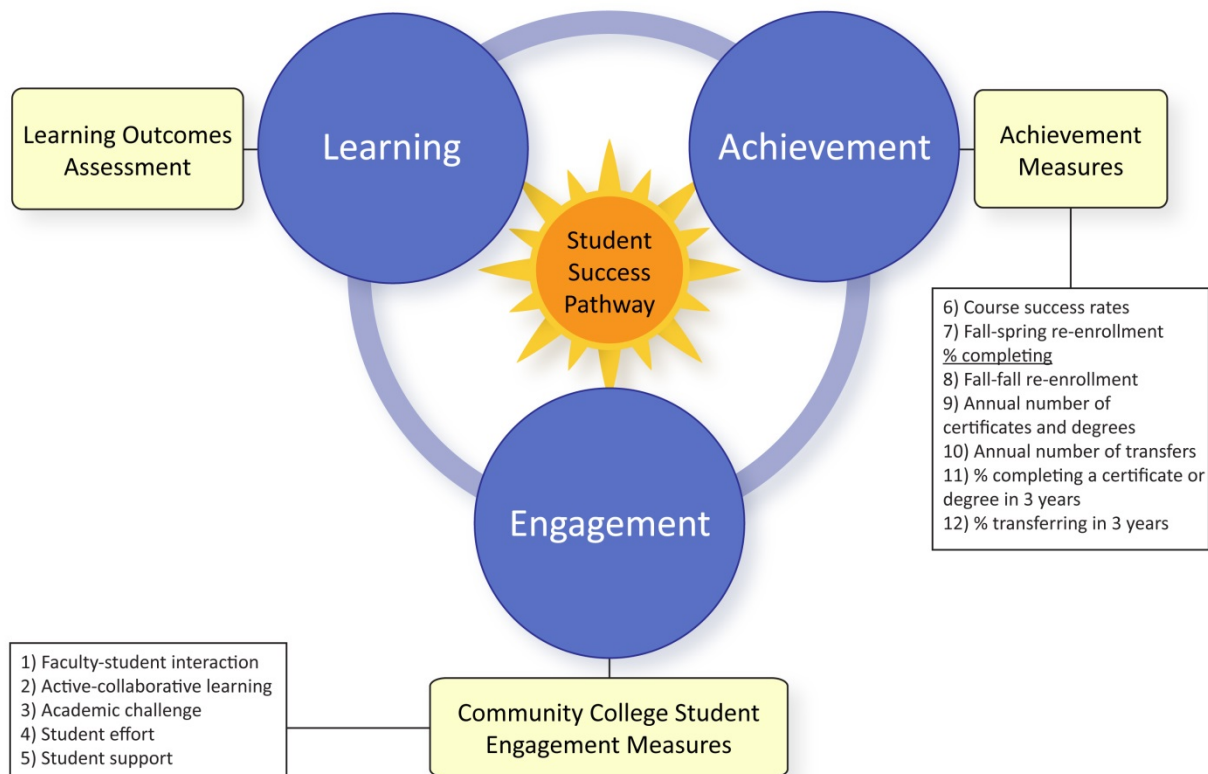 Learning Outcomes
Assessment
Learning
Achievement
Achievement
Measures
Student
Success
Pathway
6) Course success rates
7) Fall-spring re-enrollment
% completing
8) Fall-fall re-enrollment
9) Annual number of
certificates and degrees
10) Annual number of transfers
11) % completing a certificate or
degree in 3 years
12) % transferring in 3 years
Engagement
1) Faculty-student interaction
2) Active-collaborative learning
3) Academic challenge
4) Student effort
5) Student support
Community College Student
Engagement Measures